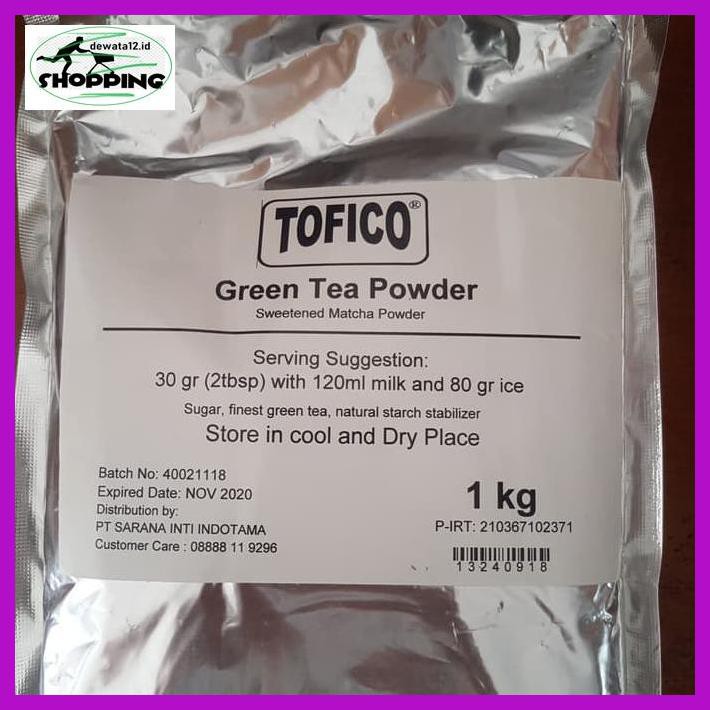 dewata12.id
SHOPPING
TOFICO®
Green Tea Powder
Sweetened Matcha Powder
Serving Suggestion:
30 gr (2tbsp) with 120ml milk and 80 gr ice
Sugar, finest green tea, natural starch stabilizer
Store in cool and Dry Place
Batch No: 40021118
Expired Date: NOV 2020
Distribution by:
PT SARANA INTI INDOTAMA
Customer Care : 08888 11 9296
1 kg
P-IRT: 210367102371
13240918